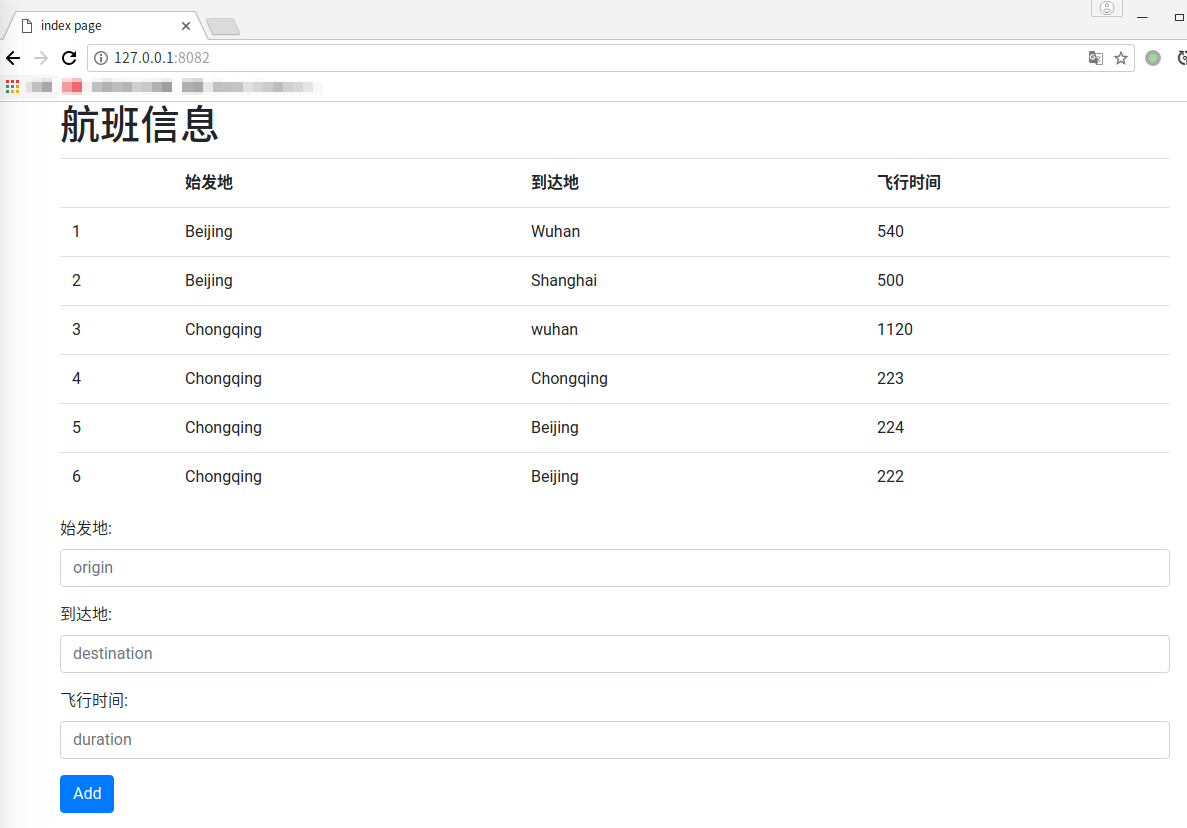 index page
127.0.0.1:8082
航班信息
始发地 到达地 飞行时间
1 Beijing Wuhan 540
2 Beijing Shanghai 500
3 Chongqing wuhan 1120
4 Chongqing Chongqing 223
5 Chongqing Beijing 224
6 Chongqing Beijing 222
始发地:
origin
到达地:
destination
飞行时间:
duration
Add